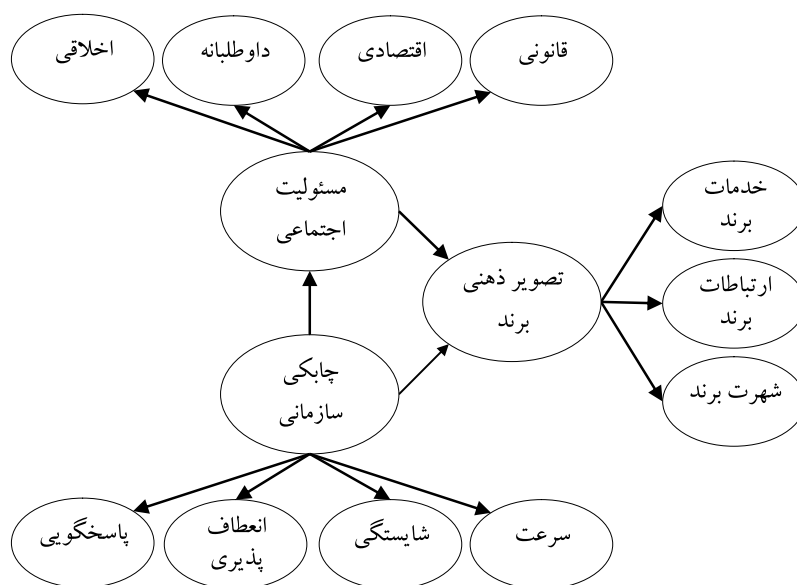 قانونی
اقتصادی
داوطلبانه
اخلاقی
مسئولیت
اجتماعی
خدمات
برند
تصویر ذهنی
برند
ارتباطات
برند
چابکی
سازمانی
شهرت برند
سرعت
شایستگی
انعطاف
پذیری
پاسخگویی